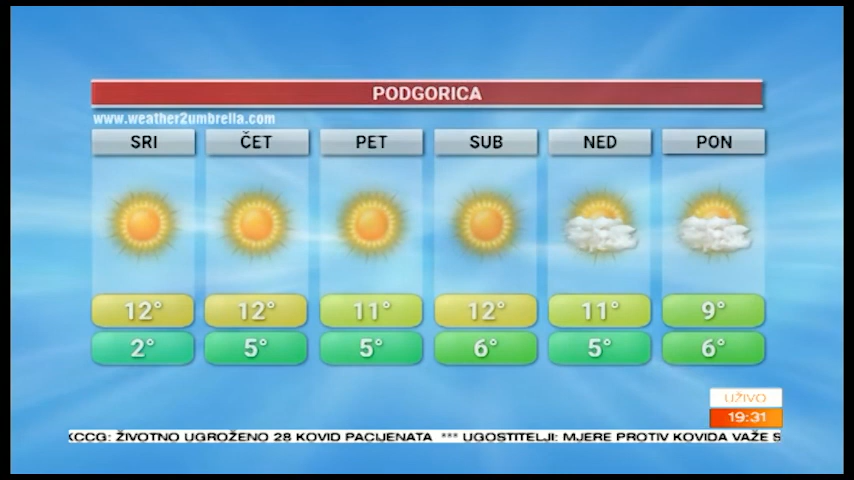 PODGORICA
www.weather2umbrella.com
SRI ČET PET SUB NED PON
12° 12° 11° 12° 11° 9°
2° 5° 5° 6° 5° 6°
UŽIVO
19:31
KCCG: ŽIVOTNO UGROŽENO 28 KOVID PACIJENATA *** UGOSTITELJI: MJERE PROTIV KOVIDA VAŽE S